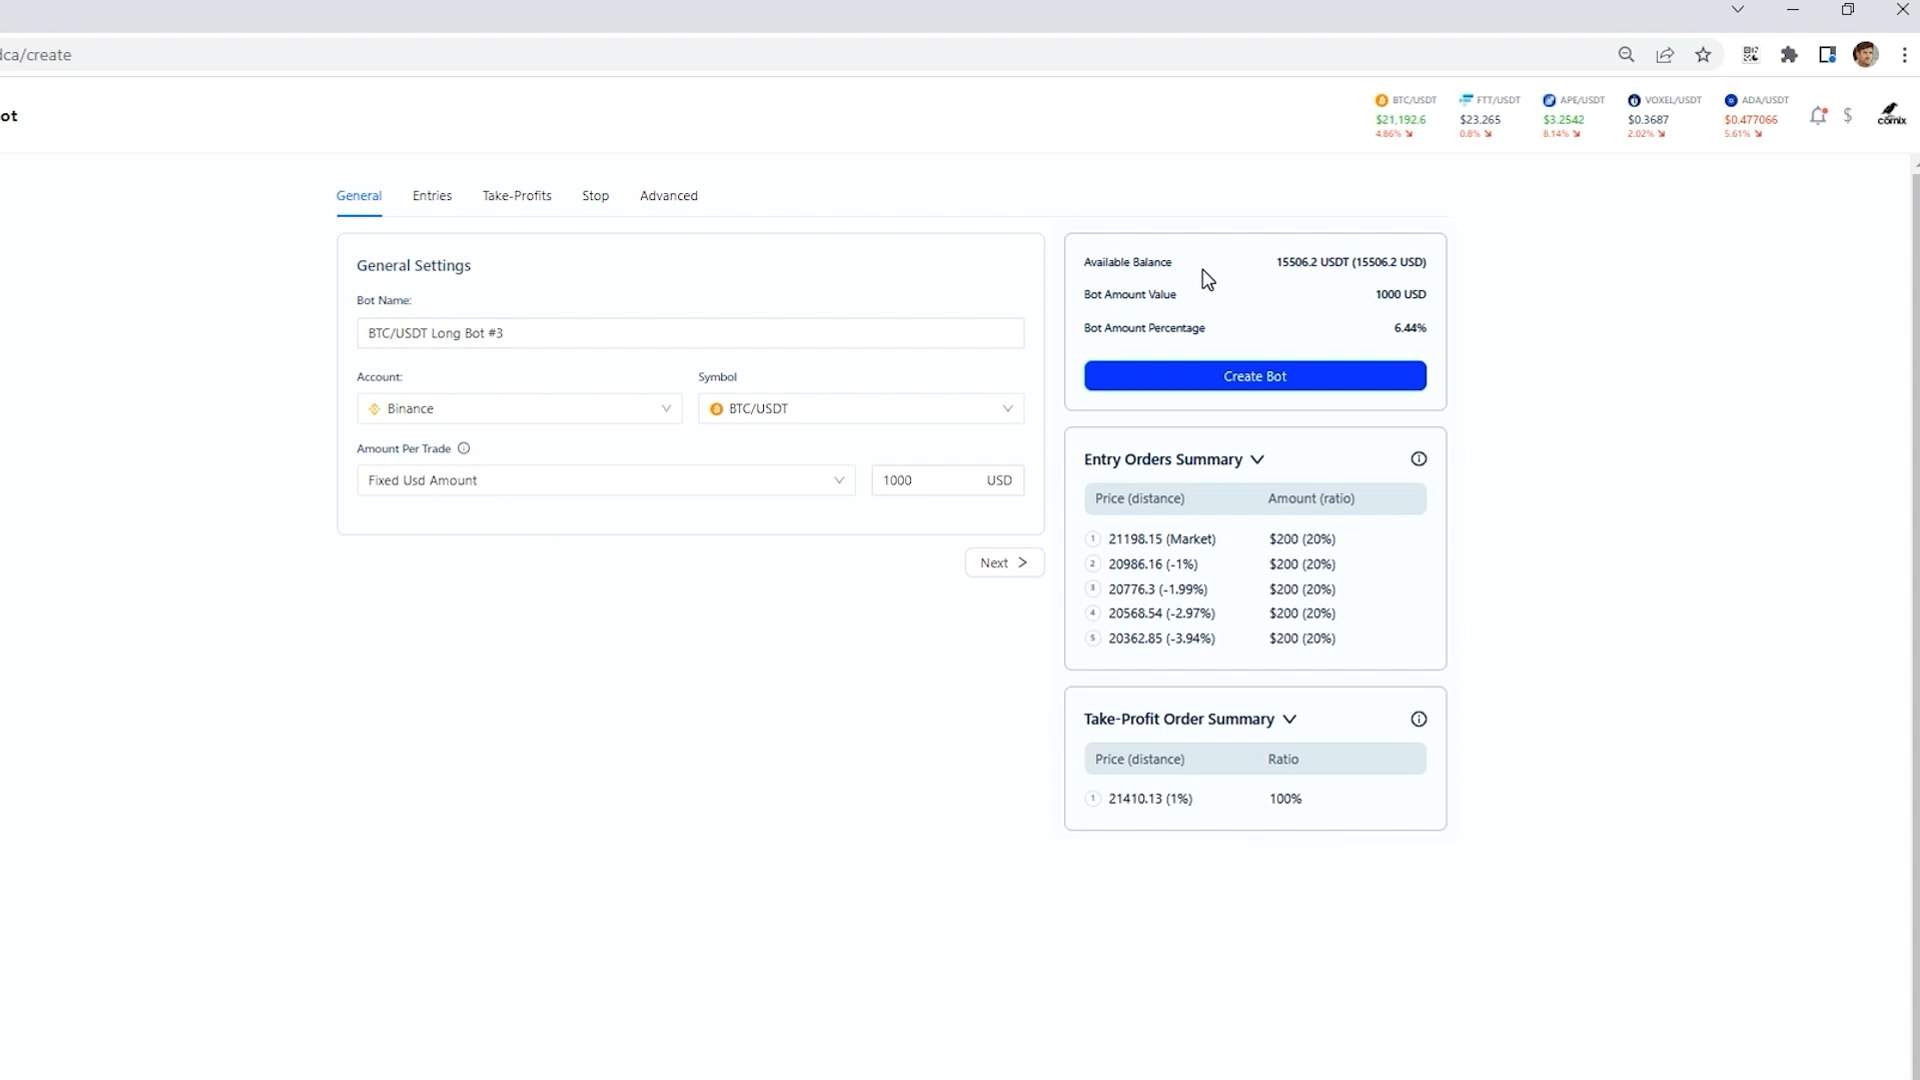 dca/create
ot
BTC/USDT FTT/USDT APE/USDT VOXEL/USDT ADA/USDT
$21,192.6 $23.265 $3.2542 $0.3687 $0.477066
4.86% 0.8% 8.14% 2.02% 5.61%
$
cornix
General Entries Take-Profits Stop Advanced
General Settings
Bot Name:
BTC/USDT Long Bot #3
Account: Symbol
Binance BTC/USDT
Amount Per Trade
Fixed Usd Amount 1000 USD
Next >
Available Balance 15506.2 USDT (15506.2 USD)
Bot Amount Value 1000 USD
Bot Amount Percentage 6.44%
Create Bot
Entry Orders Summary
Price (distance) Amount (ratio)
1 21198.15 (Market) $200 (20%)
2 20986.16 (-1%) $200 (20%)
3 20776.3 (-1.99%) $200 (20%)
4 20568.54 (-2.97%) $200 (20%)
5 20362.85 (-3.94%) $200 (20%)
Take-Profit Order Summary
Price (distance) Ratio
1 21410.13 (1%) 100%